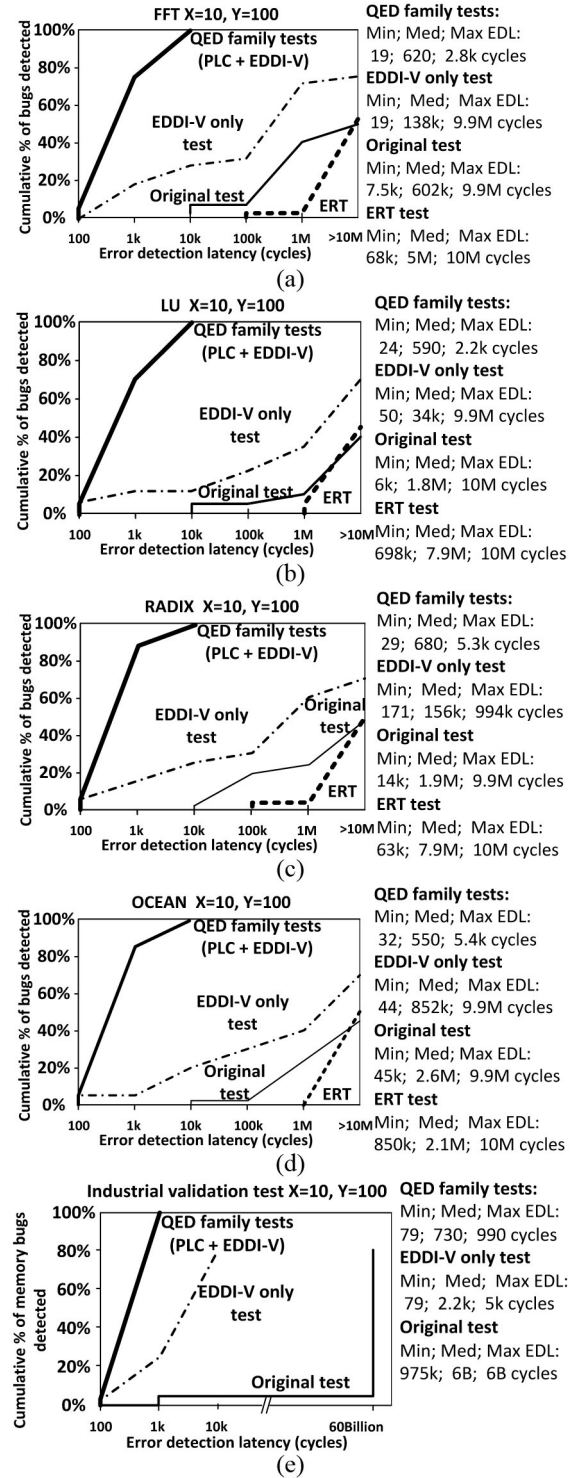 FFT X=10, Y=100
Cumulative % of bugs detected
100%
80%
60%
40%
20%
0%
QED family tests
(PLC + EDDI-V)
EDDI-V only
test
Original test
ERT
100
1k
10k
100k
1M
>10M
Error detection latency (cycles)
QED family tests:
Min; Med; Max EDL:
19; 620; 2.8k cycles
EDDI-V only test
Min; Med; Max EDL:
19; 138k; 9.9M cycles
Original test
Min; Med; Max EDL:
7.5k; 602k; 9.9M cycles
ERT test
Min; Med; Max EDL:
68k; 5M; 10M cycles
(a)
LU X=10, Y=100
Cumulative % of bugs detected
100%
80%
60%
40%
20%
0%
QED family tests
(PLC + EDDI-V)
EDDI-V only
test
Original test
ERT
100
1k
10k
100k
1M
>10M
Error detection latency (cycles)
QED family tests:
Min; Med; Max EDL:
24; 590; 2.2k cycles
EDDI-V only test
Min; Med; Max EDL:
50; 34k; 9.9M cycles
Original test
Min; Med; Max EDL:
6k; 1.8M; 10M cycles
ERT test
Min; Med; Max EDL:
698k; 7.9M; 10M cycles
(b)
RADIX X=10, Y=100
Cumulative % of bugs detected
100%
80%
60%
40%
20%
0%
QED family tests
(PLC + EDDI-V)
EDDI-V only
test
Original
test
ERT
100
1k
10k
100k
1M
>10M
Error detection latency (cycles)
QED family tests:
Min; Med; Max EDL:
29; 680; 5.3k cycles
EDDI-V only test
Min; Med; Max EDL:
171; 156k; 994k cycles
Original test
Min; Med; Max EDL:
14k; 1.9M; 9.9M cycles
ERT test
Min; Med; Max EDL:
63k; 7.9M; 10M cycles
(c)
OCEAN X=10, Y=100
Cumulative % of bugs detected
100%
80%
60%
40%
20%
0%
QED family tests
(PLC + EDDI-V)
EDDI-V only
test
Original
test
ERT
100
1k
10k
100k
1M
>10M
Error detection latency (cycles)
QED family tests:
Min; Med; Max EDL:
32; 550; 5.4k cycles
EDDI-V only test
Min; Med; Max EDL:
44; 852k; 9.9M cycles
Original test
Min; Med; Max EDL:
45k; 2.6M; 9.9M cycles
ERT test
Min; Med; Max EDL:
850k; 2.1M; 10M cycles
(d)
Industrial validation test X=10, Y=100
Cumulative % of memory bugs
detected
100%
80%
60%
40%
20%
0%
QED family tests
(PLC + EDDI-V)
EDDI-V only
test
Original test
100
1k
10k
60Billion
Error detection latency (cycles)
QED family tests:
Min; Med; Max EDL:
79; 730; 990 cycles
EDDI-V only test
Min; Med; Max EDL:
79; 2.2k; 5k cycles
Original test
Min; Med; Max EDL:
975k; 6B; 6B cycles
(e)